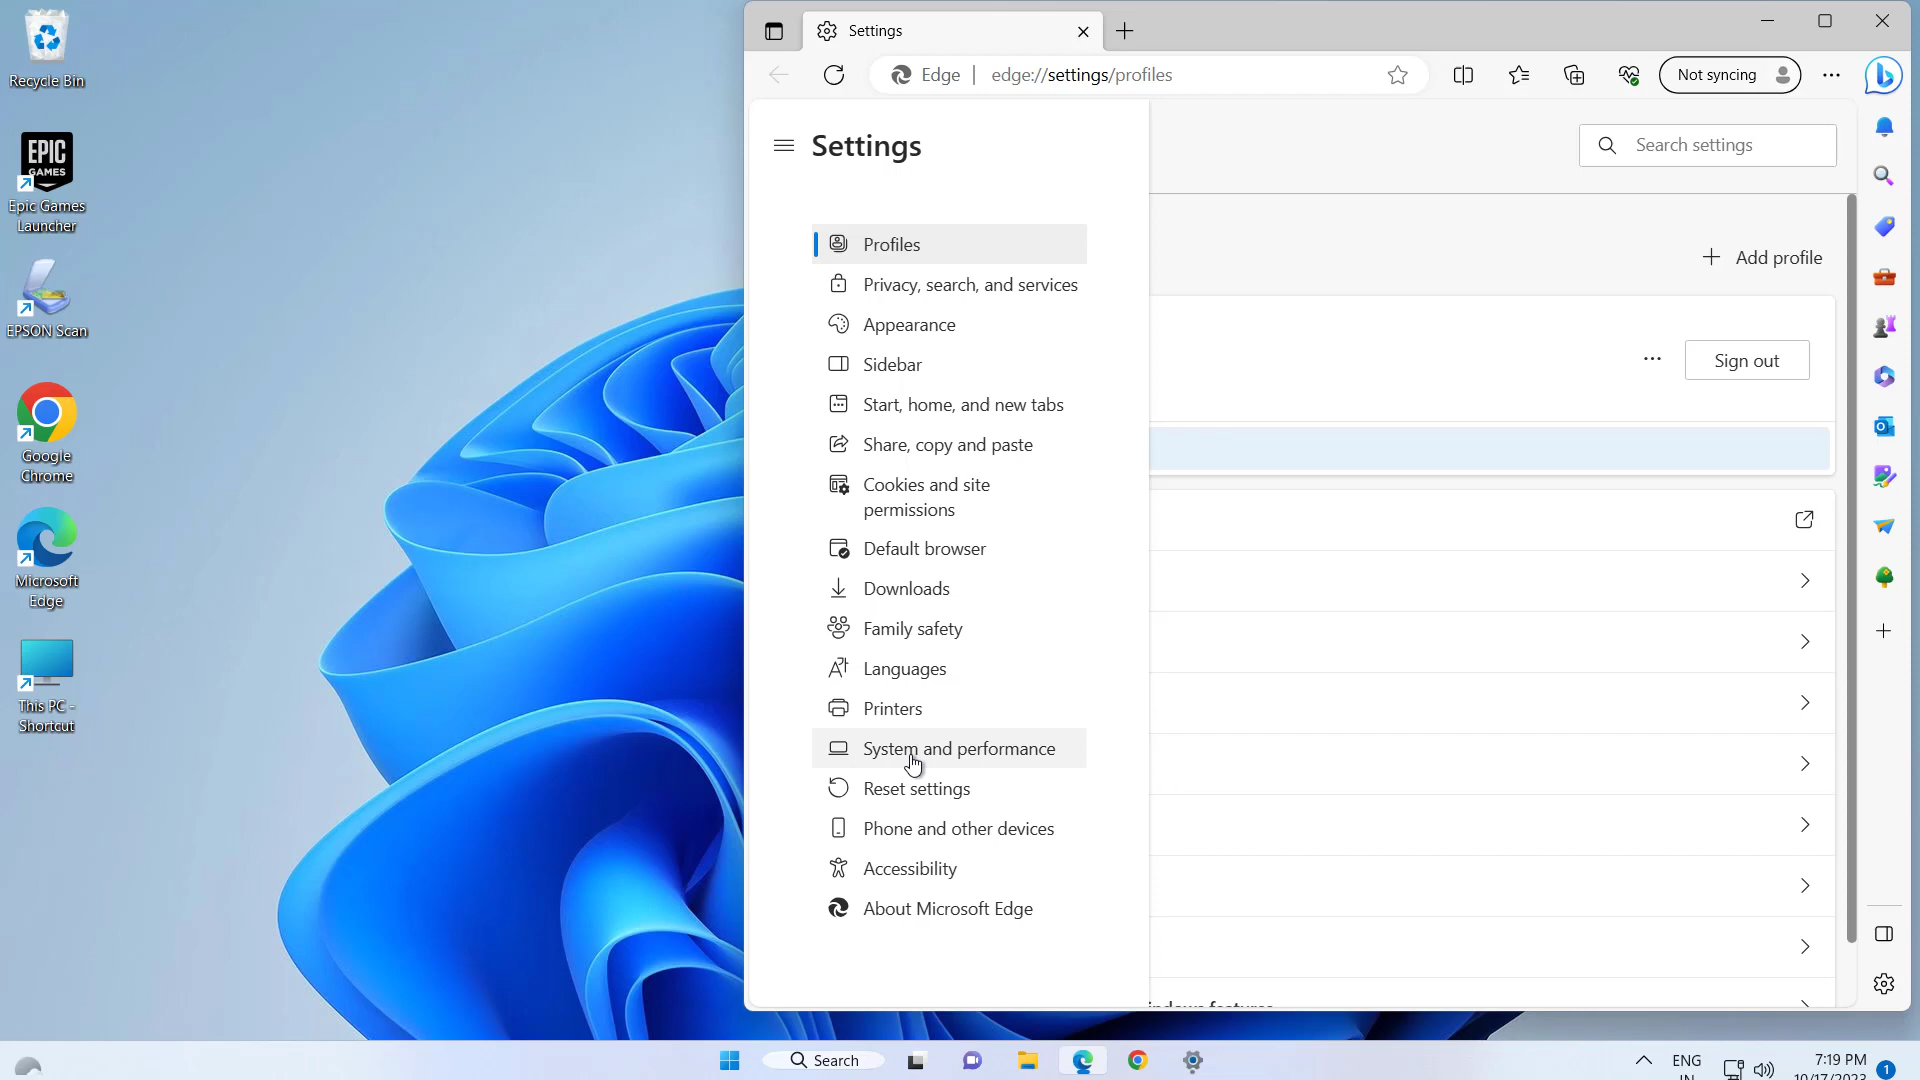 Recycle Bin
EPIC
GAMES
Epic Games
Launcher
EPSON Scan
Google
Chrome
Microsoft
Edge
This PC -
Shortcut
Settings
Edge
edge://settings/profiles
Not syncing
Settings
Search settings
Profiles
Privacy, search, and services
Appearance
Sidebar
Start, home, and new tabs
Share, copy and paste
Cookies and site
permissions
Default browser
Downloads
Family safety
Languages
Printers
System and performance
Reset settings
Phone and other devices
Accessibility
About Microsoft Edge
Add profile
Sign out
Search
ENG
IN
7:19 PM
10/17/2023
1